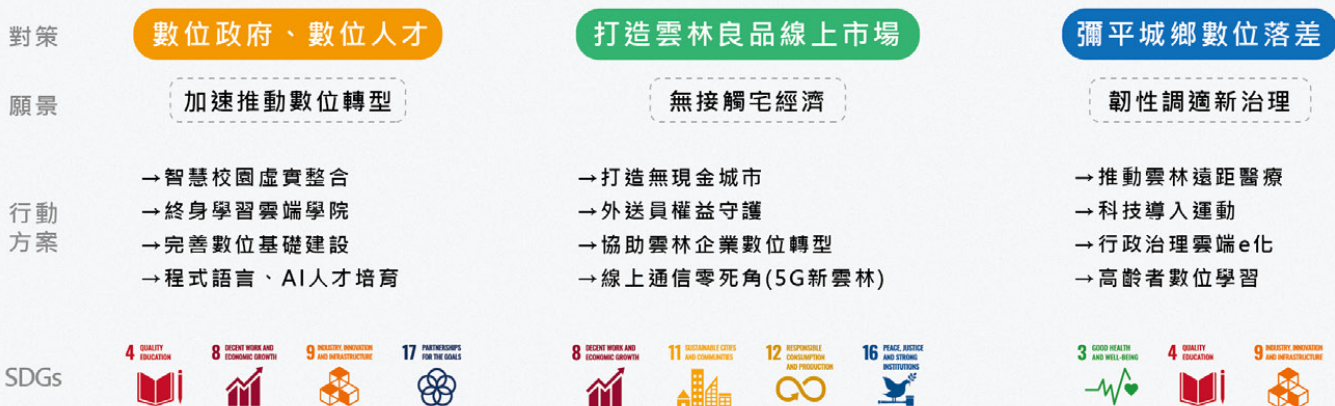 對策
數位政府、數位人才
打造雲林良品線上市場
彌平城鄉數位落差
願景
加速推動數位轉型
無接觸宅經濟
韌性調適新治理
行動
方案
→智慧校園虛實整合
→終身學習雲端學院
→完善數位基礎建設
→程式語言、AI人才培育
→打造無現金城市
→外送員權益守護
→協助雲林企業數位轉型
→線上通信零死角(5G新雲林)
→推動雲林遠距醫療
→科技導入運動
→行政治理雲端e化
→高齡者數位學習
SDGs
4 QUALITY
EDUCATION
8 DECENT WORK AND
ECONOMIC GROWTH
9 INDUSTRY, INNOVATION
AND INFRASTRUCTURE
17 PARTNERSHIPS
FOR THE GOALS
8 DECENT WORK AND
ECONOMIC GROWTH
11 SUSTAINABLE CITIES
AND COMMUNITIES
12 RESPONSIBLE
CONSUMPTION
AND PRODUCTION
16 PEACE, JUSTICE
AND STRONG
INSTITUTIONS
3 GOOD HEALTH
AND WELL-BEING
4 QUALITY
EDUCATION
9 INDUSTRY, INNOVATION
AND INFRASTRUCTURE